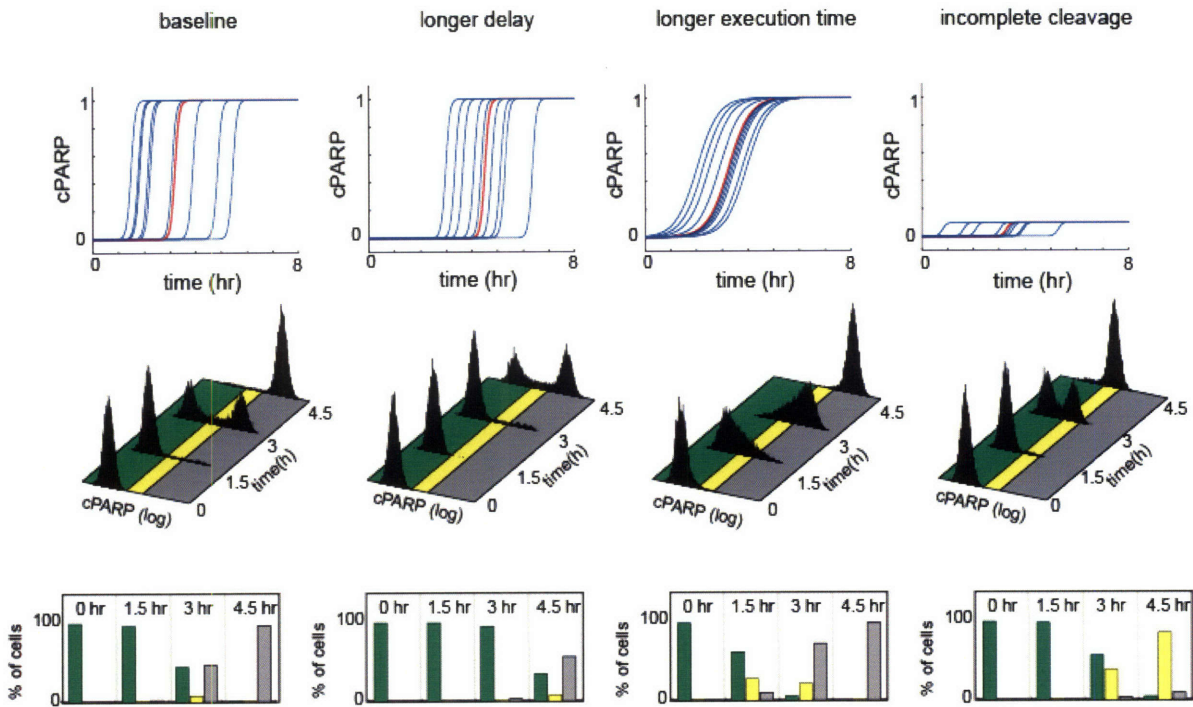 baseline longer delay longer execution time incomplete cleavage
1 1 1 1
cPARP cPARP cPARP cPARP
0 0 0 0
0 8 0 8 0 8 0 8
time (hr) time (hr) time (hr) time (hr)
4.5 4.5 4.5 4.5
3 3 3 3
time(h) time(h) time(h) time(h)
1.5 1.5 1.5 1.5
0 0 0 0
cPARP (log) cPARP (log) cPARP (log) cPARP (log)
0 hr 1.5 hr 3 hr 4.5 hr 0 hr 1.5 hr 3 hr 4.5 hr 0 hr 1.5 hr 3 hr 4.5 hr 0 hr 1.5 hr 3 hr 4.5 hr
100 100 100 100
% of cells % of cells % of cells % of cells
0 0 0 0